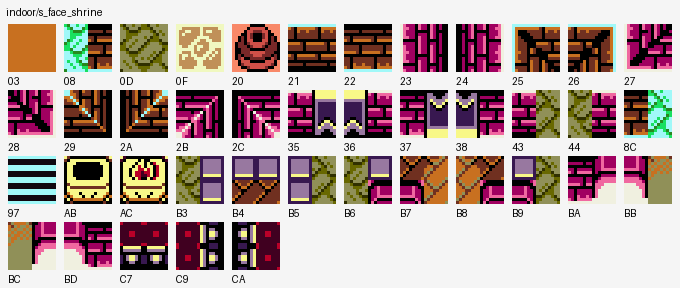 indoor/s_face_shrine
03 08 0D 0F 20 21 22 23 24 25 26 27
28 29 2A 2B 2C 35 36 37 38 43 44 8C
97 AB AC B3 B4 B5 B6 B7 B8 B9 BA BB
BC BD C7 C9 CA